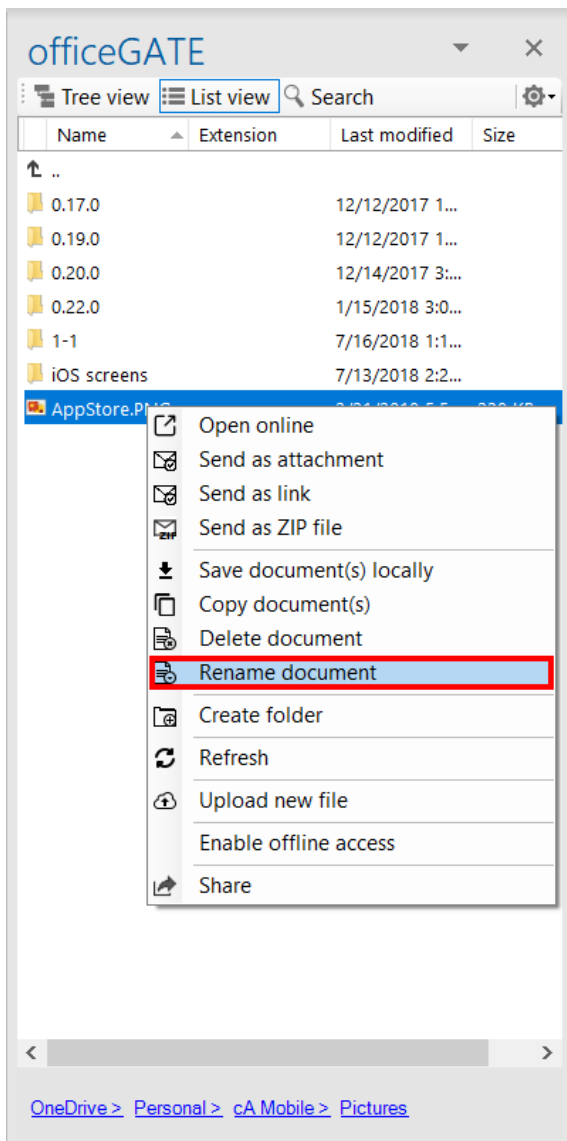 officeGATE
Tree view List view Search
Name Extension Last modified Size
..
0.17.0 12/12/2017 1...
0.19.0 12/12/2017 1...
0.20.0 12/14/2017 3:...
0.22.0 1/15/2018 3:0...
1-1 7/16/2018 1:1...
iOS screens 7/13/2018 2:2...
AppStore.PNG
Open online
Send as attachment
Send as link
ZIP Send as ZIP file
Save document(s) locally
Copy document(s)
Delete document
Rename document
Create folder
Refresh
Upload new file
Enable offline access
Share
OneDrive > Personal > cA Mobile > Pictures